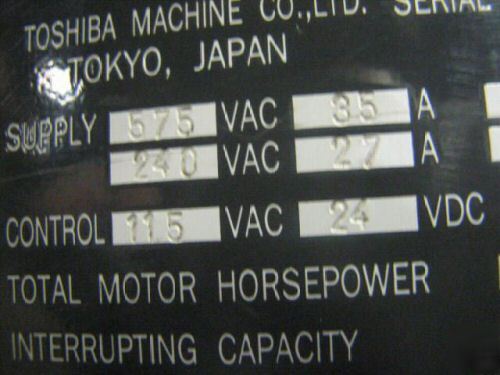 TOSHIBA MACHINE CO.,LTD. SERIAL
TOKYO, JAPAN
SUPPLY 575 VAC 35 A
240 VAC 27 A
CONTROL 115 VAC 24 VDC
TOTAL MOTOR HORSEPOWER
INTERRUPTING CAPACITY